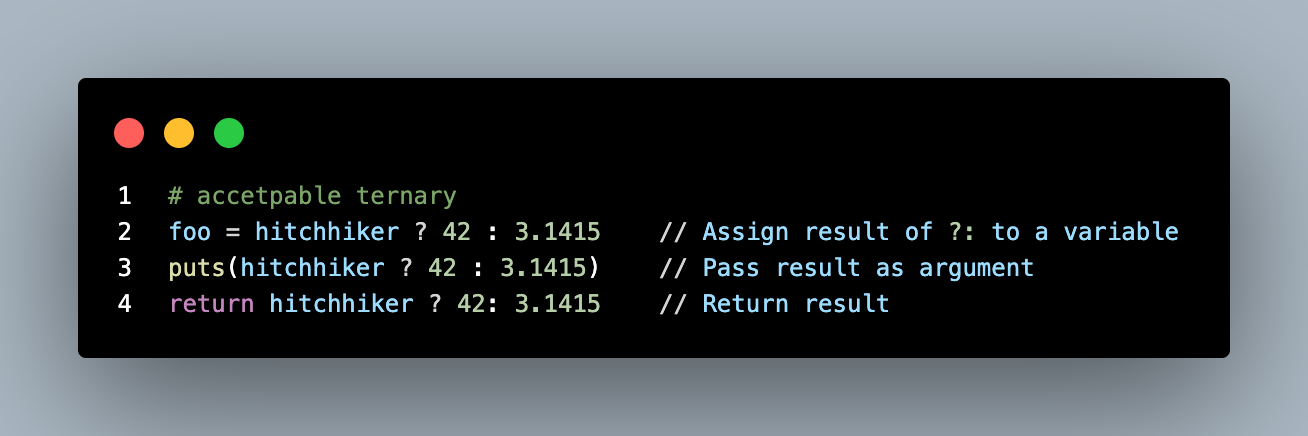 1 # accetpable ternary
2 foo = hitchhiker ? 42 : 3.1415    // Assign result of ?: to a variable
3 puts(hitchhiker ? 42 : 3.1415)    // Pass result as argument
4 return hitchhiker ? 42: 3.1415    // Return result